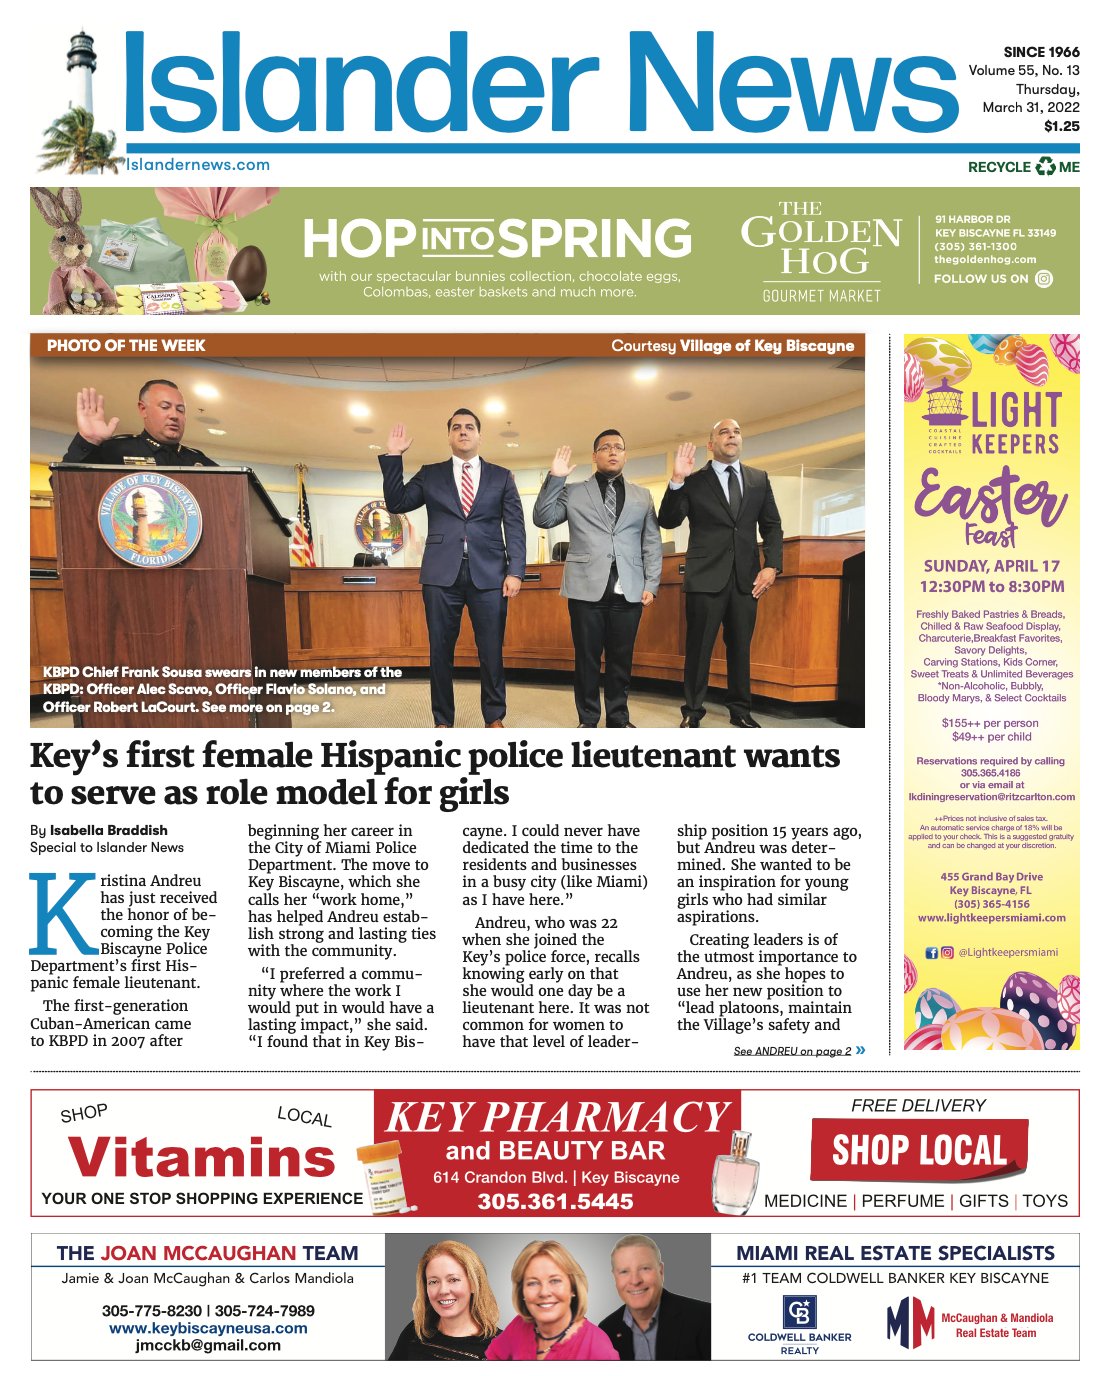 Islander News
SINCE 1966
Volume 55, No. 13
Thursday,
March 31, 2022
$1.25
Islandernews.com
RECYCLE ME
HOP INTO SPRING
with our spectacular bunnies collection, chocolate eggs,
Colombas, easter baskets and much more.
THE
GOLDEN
HOG
GOURMET MARKET
91 HARBOR DR
KEY BISCAYNE FL 33149
(305) 361-1300
thegoldenhog.com
FOLLOW US ON
PHOTO OF THE WEEK
Courtesy Village of Key Biscayne
VILLAGE OF KEY BISCAYNE
FLORIDA
KBPD Chief Frank Sousa swears in new members of the
KBPD: Officer Alec Scavo, Officer Flavio Solano, and
Officer Robert LaCourt. See more on page 2.
Key's first female Hispanic police lieutenant wants
to serve as role model for girls
By Isabella Braddish
Special to Islander News
Kristina Andreu
has just received
the honor of be-
coming the Key
Biscayne Police
Department's first His-
panic female lieutenant.
The first-generation
Cuban-American came
to KBPD in 2007 after
beginning her career in
the City of Miami Police
Department. The move to
Key Biscayne, which she
calls her "work home,"
has helped Andreu estab-
lish strong and lasting ties
with the community.
"I preferred a commu-
nity where the work I
would put in would have a
lasting impact," she said.
"I found that in Key Bis-
cayne. I could never have
dedicated the time to the
residents and businesses
in a busy city (like Miami)
as I have here."
Andreu, who was 22
when she joined the
Key's police force, recalls
knowing early on that
she would one day be a
lieutenant here. It was not
common for women to
have that level of leader-
ship position 15 years ago,
but Andreu was deter-
mined. She wanted to be
an inspiration for young
girls who had similar
aspirations.
Creating leaders is of
the utmost importance to
Andreu, as she hopes to
use her new position to
"lead platoons, maintain
the Village's safety and
See ANDREU on page 2 »
LIGHT
KEEPERS
COASTAL
CUISINE
CRAFTED
COCKTAILS
Easter
Feast
SUNDAY, APRIL 17
12:30PM to 8:30PM
Freshly Baked Pastries & Breads,
Chilled & Raw Seafood Display,
Charcuterie,Breakfast Favorites,
Savory Delights,
Carving Stations, Kids Corner,
Sweet Treats & Unlimited Beverages
*Non-Alcoholic, Bubbly,
Bloody Marys, & Select Cocktails
$155++ per person
$49++ per child
Reservations required by calling
305.365.4186
or via email at
lkdiningreservation@ritzcarlton.com
++Prices not inclusive of sales tax.
An automatic service charge of 18% will be
applied to your check. This is a suggested gratuity
and can be changed at your discretion.
455 Grand Bay Drive
Key Biscayne, FL
(305) 365-4156
www.lightkeepersmiami.com
@Lightkeepersmiami
SHOP LOCAL
Vitamins
YOUR ONE STOP SHOPPING EXPERIENCE
KEY PHARMACY
and BEAUTY BAR
614 Crandon Blvd. | Key Biscayne
305.361.5445
FREE DELIVERY
SHOP LOCAL
MEDICINE | PERFUME | GIFTS | TOYS
THE JOAN MCCAUGHAN TEAM
Jamie & Joan McCaughan & Carlos Mandiola
305-775-8230 | 305-724-7989
www.keybiscayneusa.com
jmcckb@gmail.com
MIAMI REAL ESTATE SPECIALISTS
#1 TEAM COLDWELL BANKER KEY BISCAYNE
CB
COLDWELL BANKER
REALTY
MM
McCaughan & Mandiola
Real Estate Team